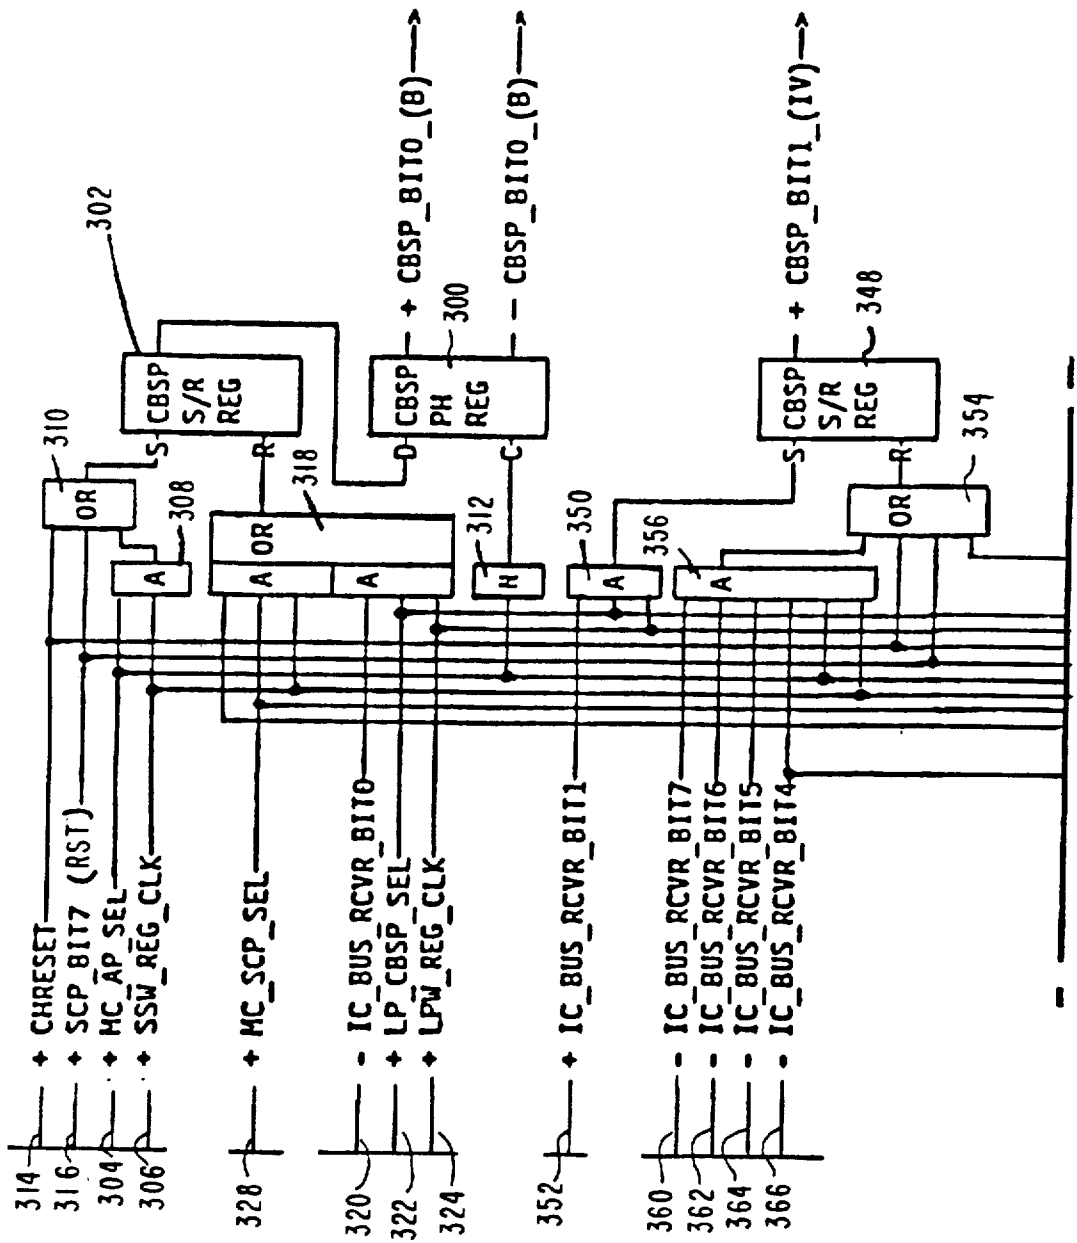 314 + CHRESET
316 + SCP_BIT7 (RST)
304 + MC_AP_SEL
306 + SSW_REG_CLK
328 + MC_SCP_SEL
320 - IC_BUS_RCVR_BIT0
322 + LP_CBSP_SEL
324 + LPW_REG_CLK
352 + IC_BUS_RCVR_BIT1
360 - IC_BUS_RCVR_BIT7
362 - IC_BUS_RCVR_BIT6
364 - IC_BUS_RCVR_BIT5
366 - IC_BUS_RCVR_BIT4
310
OR
A
308
A
A
OR
318
N
312
A
350
A
356
OR
354
302
S CBSP
S/R
R REG
D CBSP
PH
C REG
300
S CBSP
S/R
R REG
348
+ CBSP_BIT0_(B)
- CBSP_BIT0_(B)
+ CBSP_BIT1_(IV)